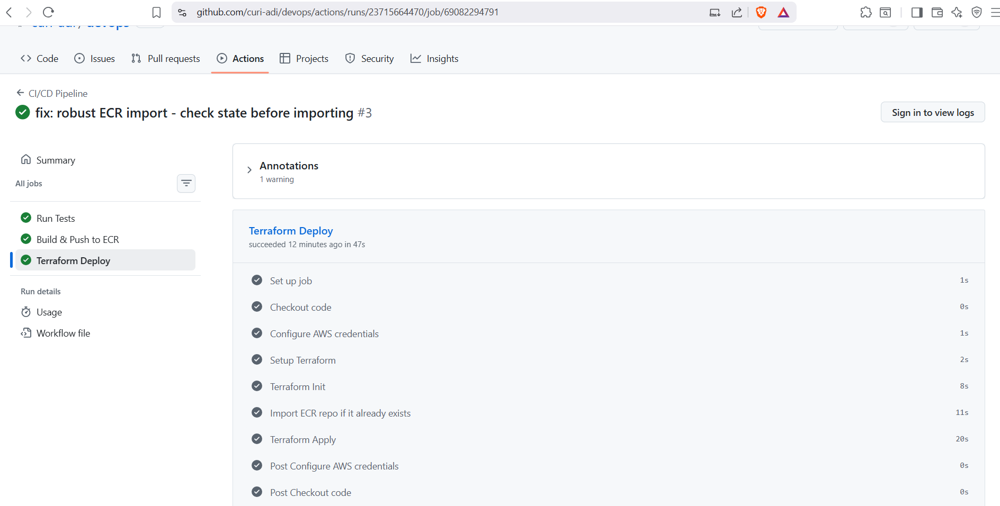 github.com/curi-adi/devops/actions/runs/23715664470/job/69082294791
curi-adi/devops
Code
Issues
Pull requests
Actions
Projects
Security
Insights
CI/CD Pipeline
fix: robust ECR import - check state before importing #3
Sign in to view logs
Summary
All jobs
Run Tests
Build & Push to ECR
Terraform Deploy
Run details
Usage
Workflow file
Annotations
1 warning
Terraform Deploy
succeeded 12 minutes ago in 47s
Set up job 1s
Checkout code 0s
Configure AWS credentials 1s
Setup Terraform 2s
Terraform Init 8s
Import ECR repo if it already exists 11s
Terraform Apply 20s
Post Configure AWS credentials 0s
Post Checkout code 0s